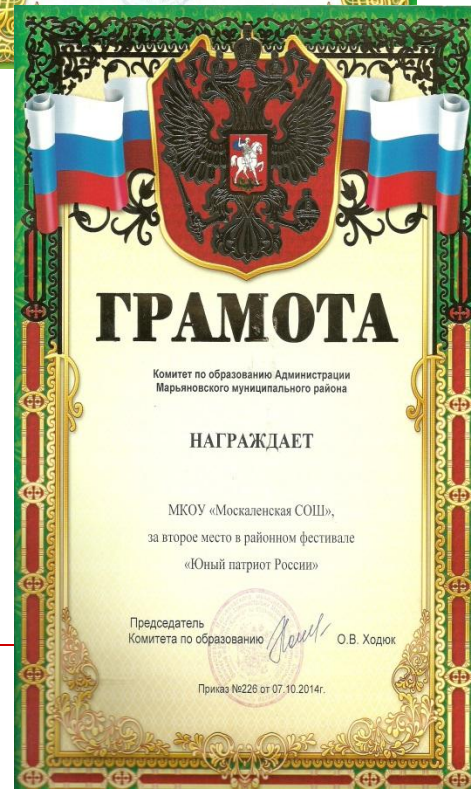 ГРАМОТА
Комитет по образованию Администрации
Марьяновского муниципального района
НАГРАЖДАЕТ
МКОУ «Москаленская СОШ»,
за второе место в районном фестивале
«Юный патриот России»
Председатель
Комитета по образованию О.В. Ходюк
Приказ №226 от 07.10.2014г.